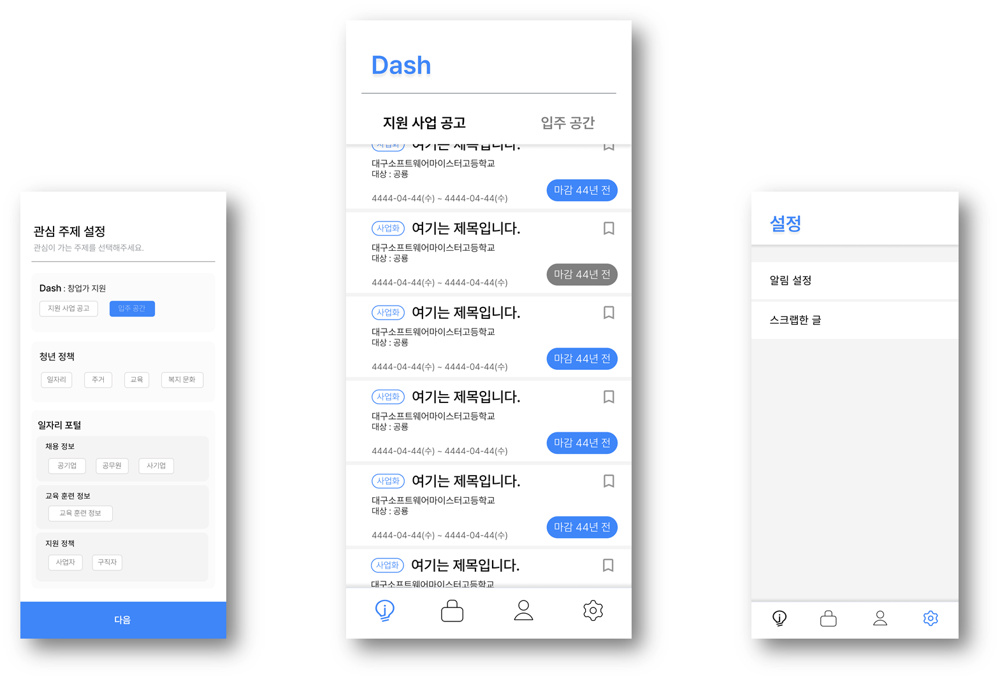 관심 주제 설정
관심이 가는 주제를 선택해주세요.
Dash : 창업가 지원
지원 사업 공고 입주 공간
청년 정책
일자리 주거 교육 복지 문화
일자리 포털
채용 정보
공기업 공무원 사기업
교육 훈련 정보
교육 훈련 정보
지원 정책
사업자 구직자
다음
Dash
지원 사업 공고 입주 공간
사업화 여기는 제목입니다.
대구소프트웨어마이스터고등학교
대상 : 공룡
마감 44년 전
4444-04-44(수) ~ 4444-04-44(수)
사업화 여기는 제목입니다.
대구소프트웨어마이스터고등학교
대상 : 공룡
마감 44년 전
4444-04-44(수) ~ 4444-04-44(수)
사업화 여기는 제목입니다.
대구소프트웨어마이스터고등학교
대상 : 공룡
마감 44년 전
4444-04-44(수) ~ 4444-04-44(수)
사업화 여기는 제목입니다.
대구소프트웨어마이스터고등학교
대상 : 공룡
마감 44년 전
4444-04-44(수) ~ 4444-04-44(수)
사업화 여기는 제목입니다.
대구소프트웨어마이스터고등학교
대상 : 공룡
마감 44년 전
4444-04-44(수) ~ 4444-04-44(수)
사업화 여기는 제목입니다.
대구소프트웨어마이스터고등학교
설정
알림 설정
스크랩한 글